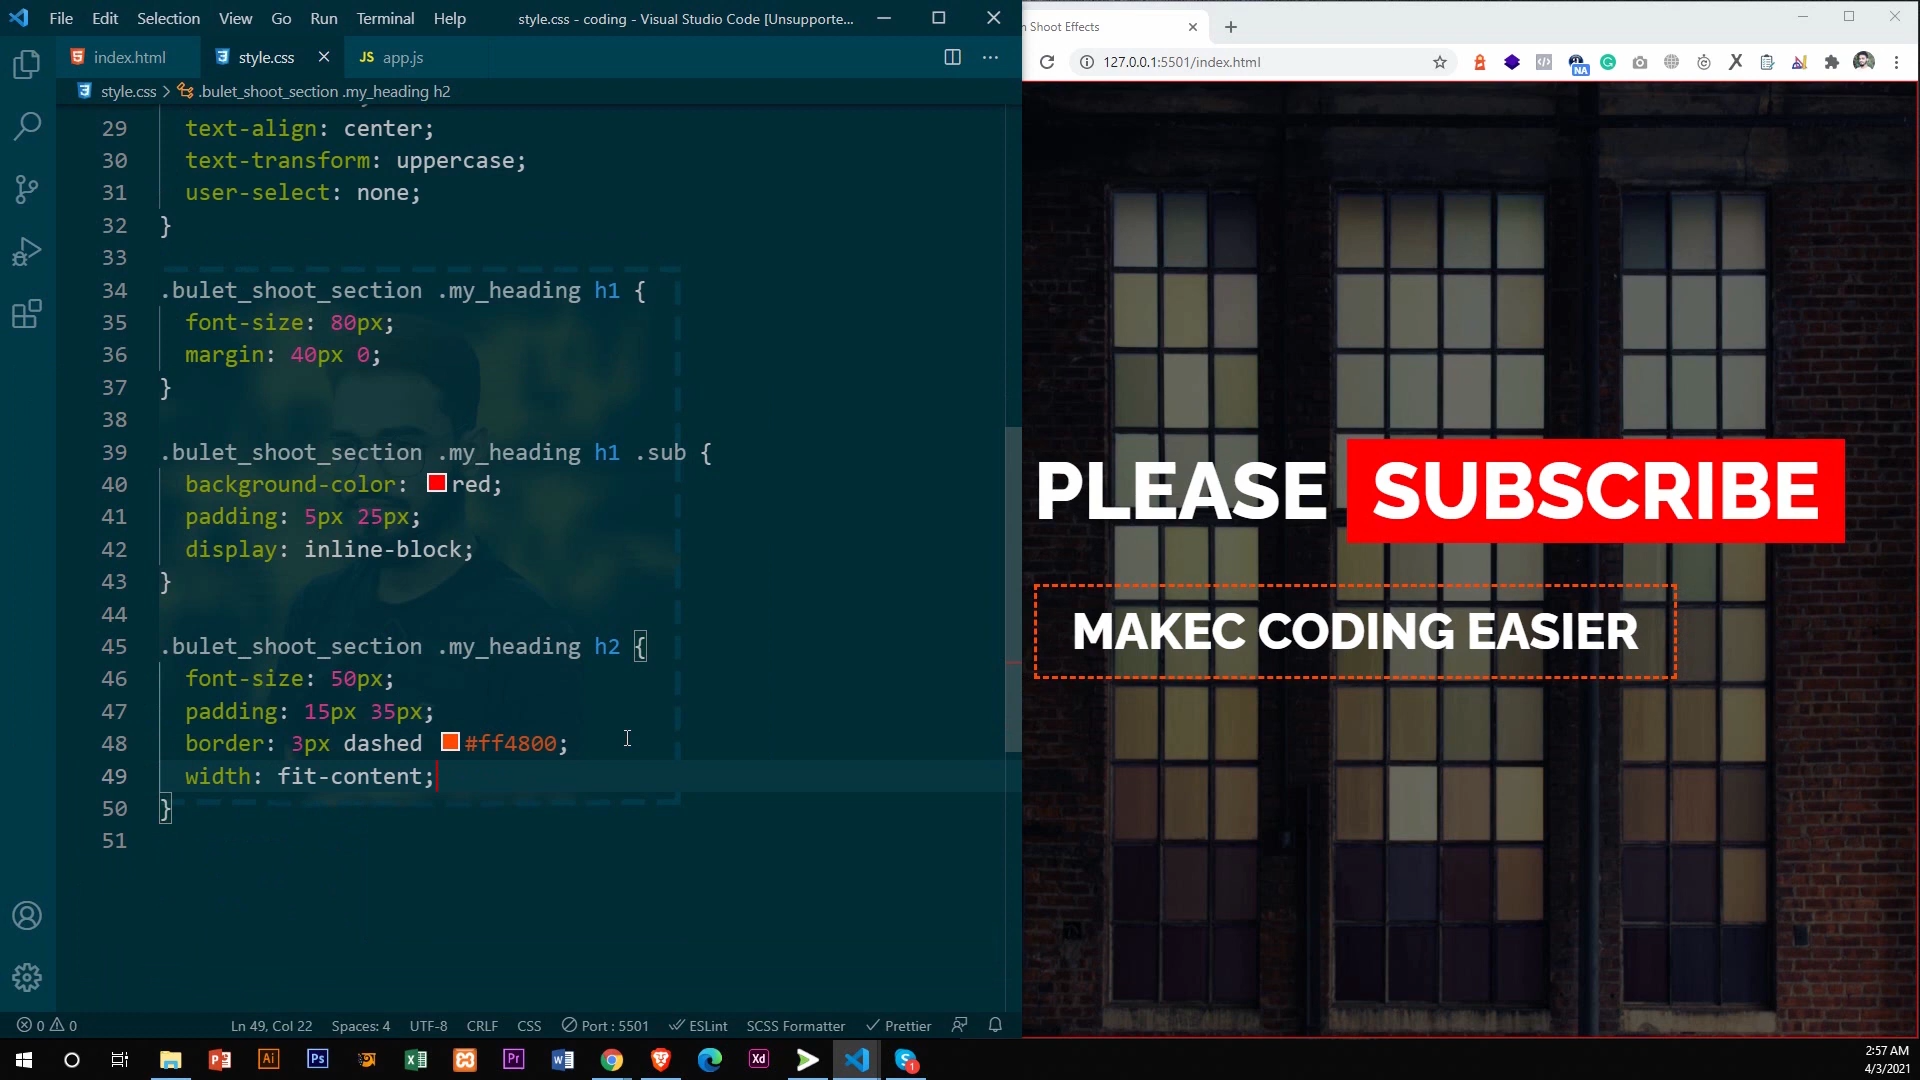 File Edit Selection View Go Run Terminal Help style.css - coding - Visual Studio Code [Unsupporte...
index.html style.css app.js
style.css > .bulet_shoot_section .my_heading h2
29 text-align: center;
30 text-transform: uppercase;
31 user-select: none;
32 }
33
34 .bulet_shoot_section .my_heading h1 {
35 font-size: 80px;
36 margin: 40px 0;
37 }
38
39 .bulet_shoot_section .my_heading h1 .sub {
40 background-color: red;
41 padding: 5px 25px;
42 display: inline-block;
43 }
44
45 .bulet_shoot_section .my_heading h2 {
46 font-size: 50px;
47 padding: 15px 35px;
48 border: 3px dashed #ff4800;
49 width: fit-content;
50 }
51
0 0 Ln 49, Col 22 Spaces: 4 UTF-8 CRLF CSS Port : 5501 ESLint SCSS Formatter Prettier
Shoot Effects
127.0.0.1:5501/index.html
NA
PLEASE SUBSCRIBE
MAKEC CODING EASIER
2:57 AM
4/3/2021